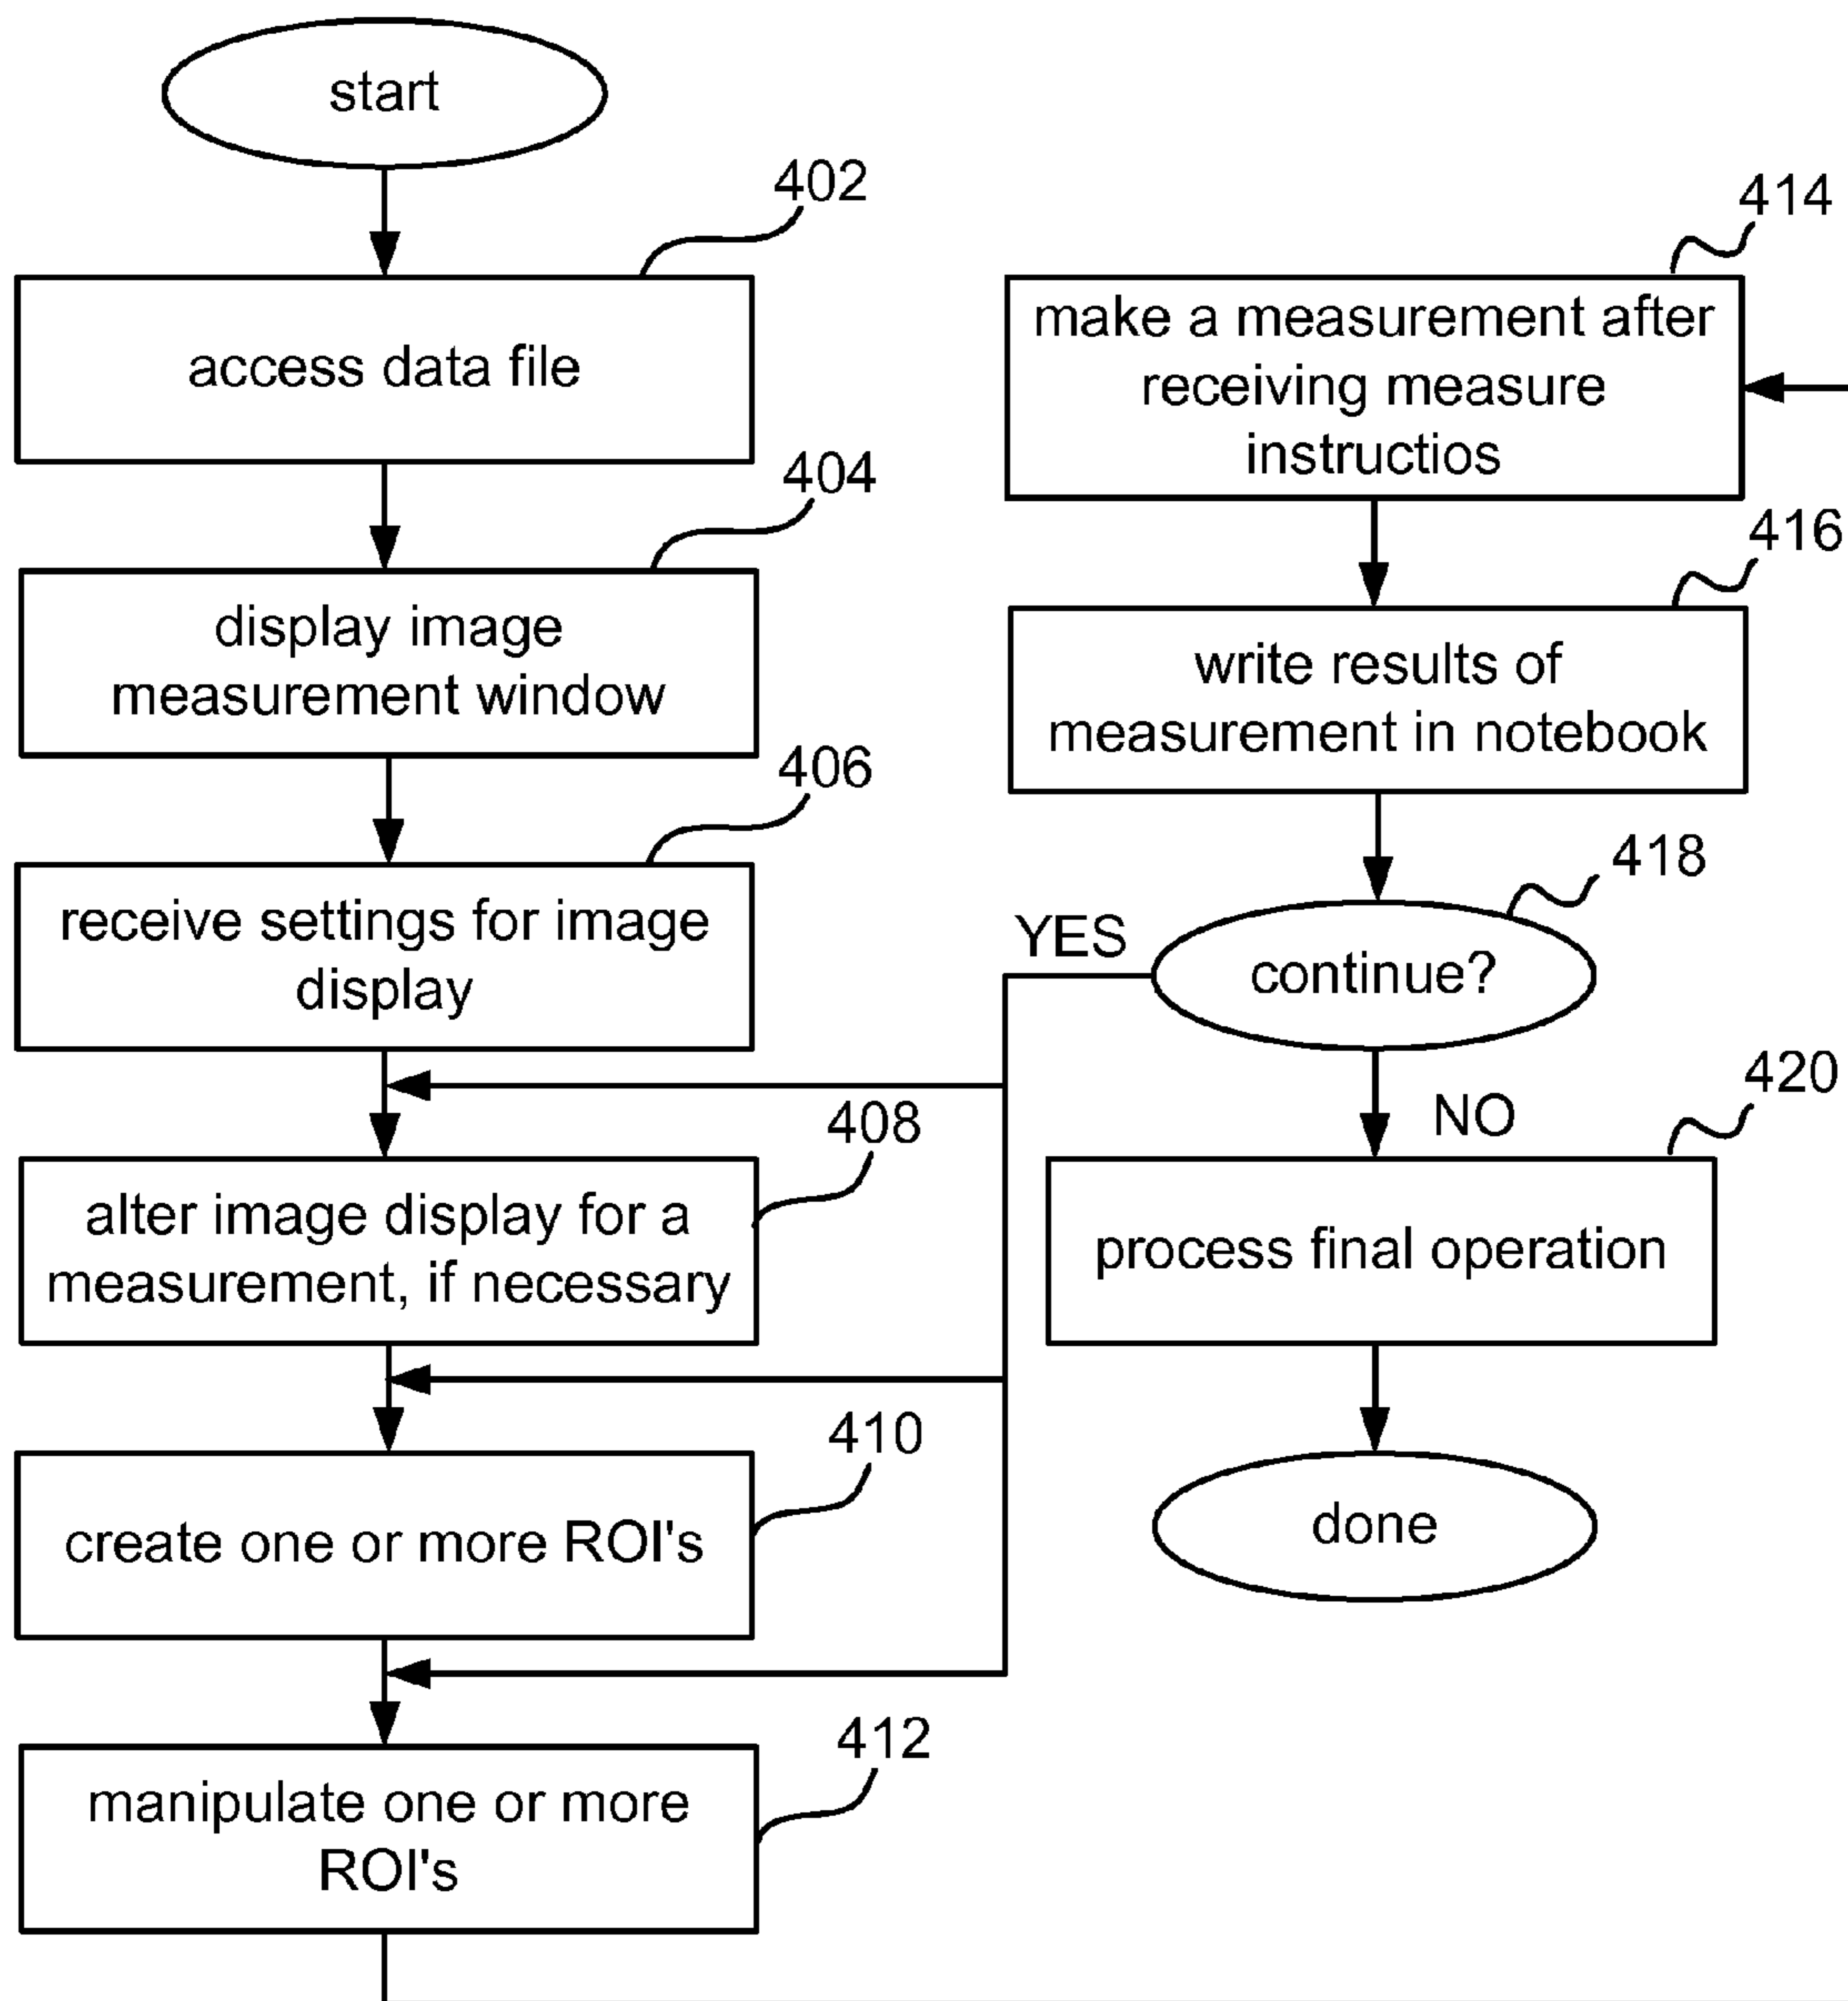 start
402
access data file
404
display image
measurement window
406
receive settings for image
display
408
alter image display for a
measurement, if necessary
410
create one or more ROI's
412
manipulate one or more
ROI's
414
make a measurement after
receiving measure
instructios
416
write results of
measurement in notebook
418
continue?
YES
NO
420
process final operation
done